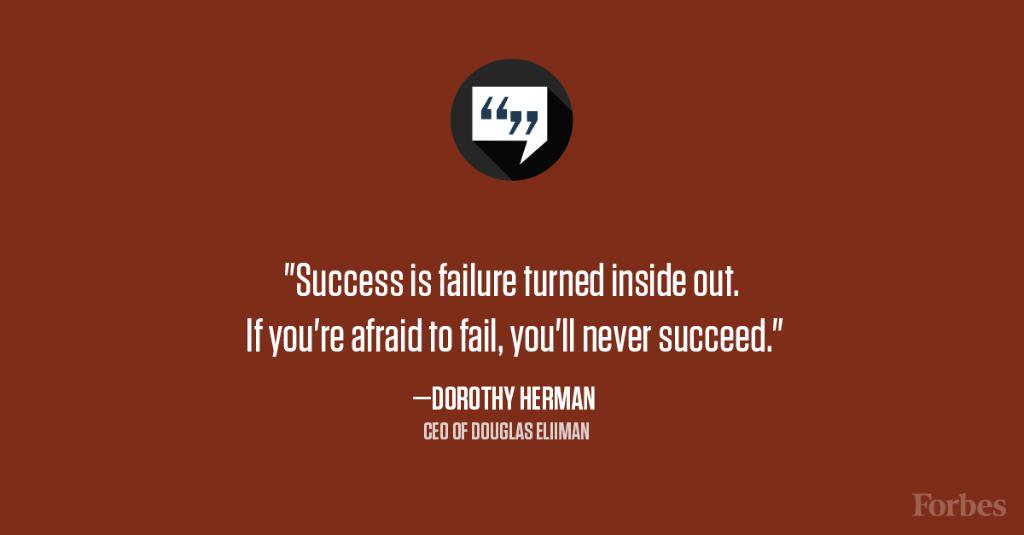 “ ”
"Success is failure turned inside out.
If you're afraid to fail, you'll never succeed."
—DOROTHY HERMAN
CEO OF DOUGLAS ELIIMAN
Forbes